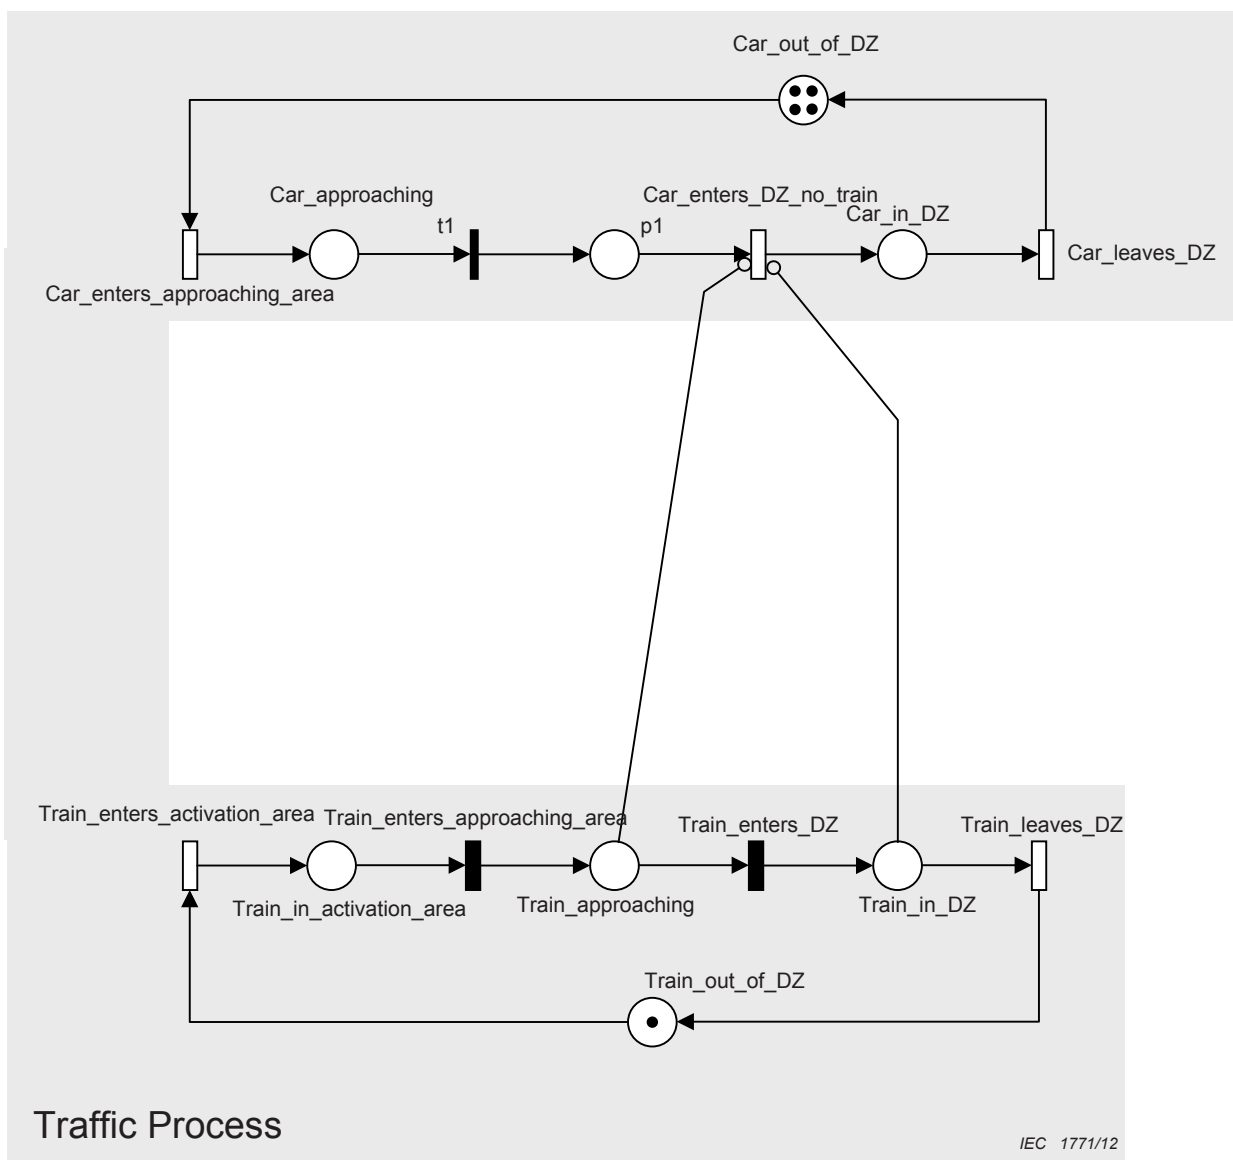 Car_out_of_DZ
Car_approaching
Car_enters_DZ_no_train
Car_in_DZ
t1
p1
Car_leaves_DZ
Car_enters_approaching_area
Train_enters_activation_area
Train_enters_approaching_area
Train_enters_DZ
Train_leaves_DZ
Train_in_activation_area
Train_approaching
Train_in_DZ
Train_out_of_DZ
Traffic Process
IEC 1771/12